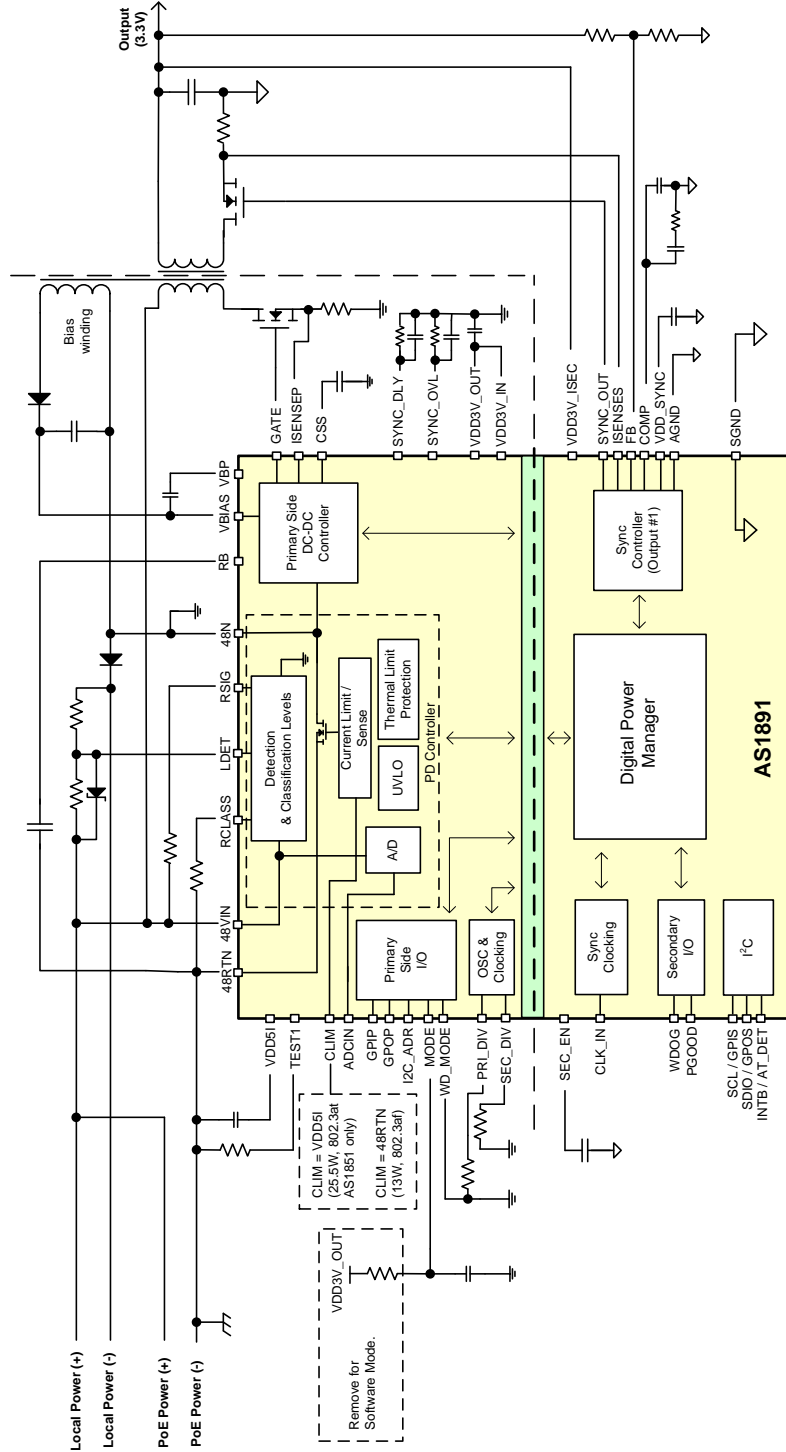 Local Power (+)
Local Power (-)
PoE Power (+)
PoE Power (-)
Output
(3.3V)
Bias
winding
48RTN
48VIN
RCLASS
LDET
RSIG
48N
RB
VBIAS
VBP
VDD5I
TEST1
CLIM
ADCIN
GPIP
GPOP
I2C_ADR
MODE
WD_MODE
PRI_DIV
SEC_DIV
SEC_EN
CLK_IN
WDOG
PGOOD
SCL / GPIS
SDIO / GPOS
INTB / AT_DET
CLIM = VDD5I
(25.5W, 802.3at
AS1851 only)
CLIM = 48RTN
(13W, 802.3af)
VDD3V_OUT
Remove for
Software Mode.
Detection
& Classification Levels
Current Limit /
Sense
Thermal Limit
Protection
UVLO
A/D
PD Controller
Primary Side
DC-DC
Controller
Primary
Side
I/O
OSC &
Clocking
Sync
Clocking
Secondary
I/O
I²C
Digital Power
Manager
Sync
Controller
(Output #1)
AS1891
GATE
ISENSEP
CSS
SYNC_DLY
SYNC_OVL
VDD3V_OUT
VDD3V_IN
VDD3V_ISEC
SYNC_OUT
ISENSES
FB
COMP
VDD_SYNC
AGND
SGND